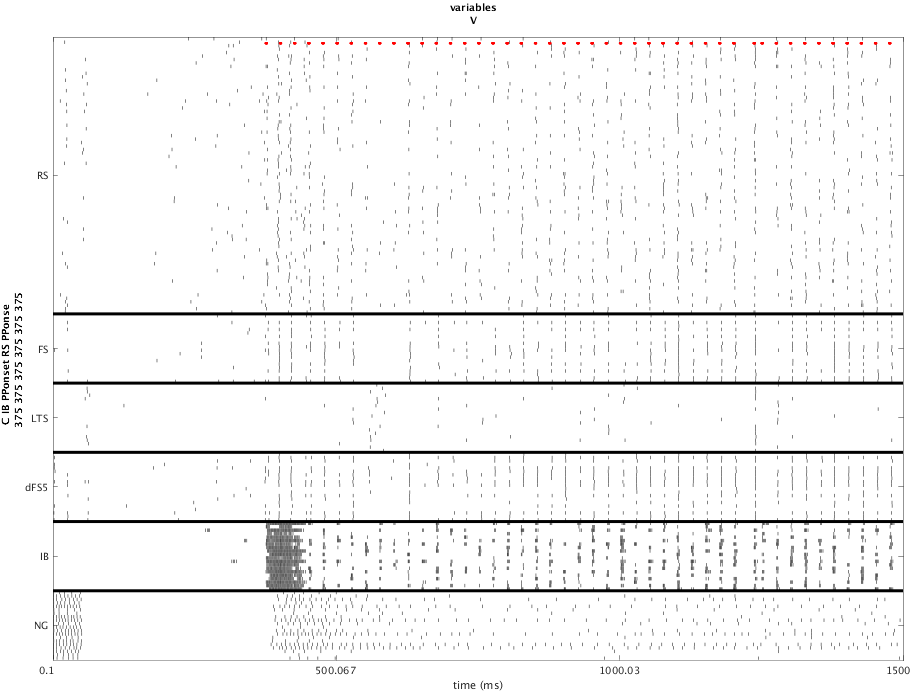 variables
V
RS
FS
LTS
dFS5
IB
NG
C IB PPonset RS PPonse
375 375 375 375 375 375
0.1
500.067
1000.03
1500
time (ms)